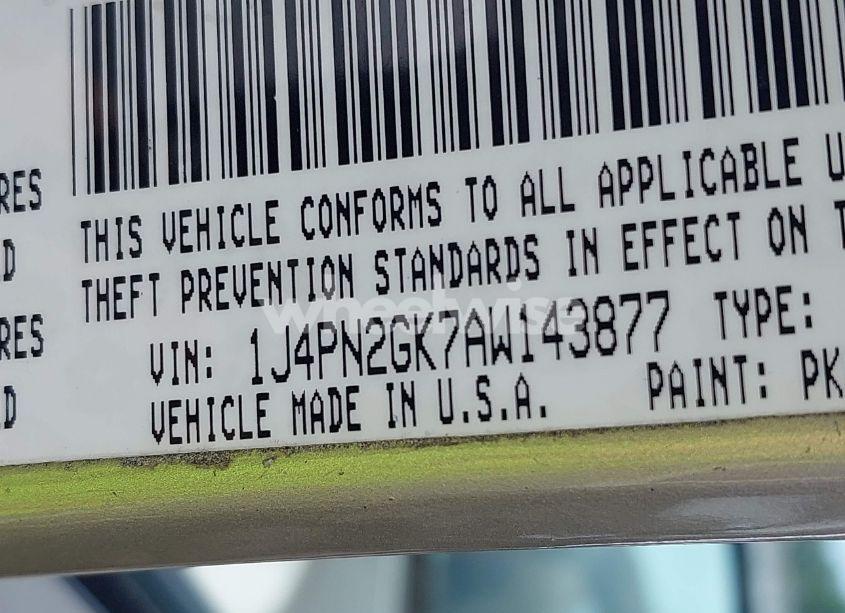 RES
D
RES
D
THIS VEHICLE CONFORMS TO ALL APPLICABLE U
THEFT PREVENTION STANDARDS IN EFFECT ON T
VIN: 1J4PN2GK7AW143877 TYPE:
VEHICLE MADE IN U.S.A. PAINT: PK
wheelwise